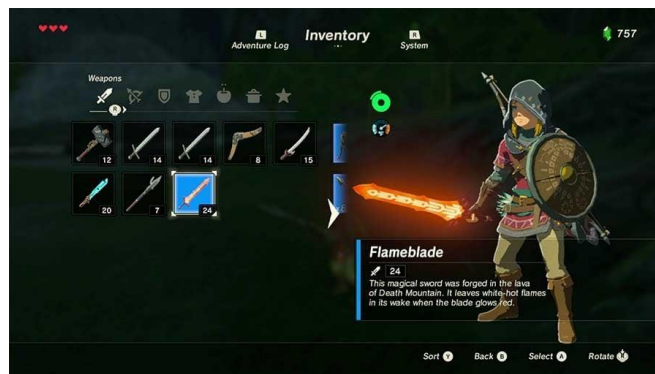 L
Adventure Log
Inventory
R
System
757
Weapons
R
12
14
14
8
15
20
7
24
Flameblade
24
This magical sword was forged in the lava
of Death Mountain. It leaves white-hot flames
in its wake when the blade glows red.
Sort Y
Back B
Select A
Rotate R